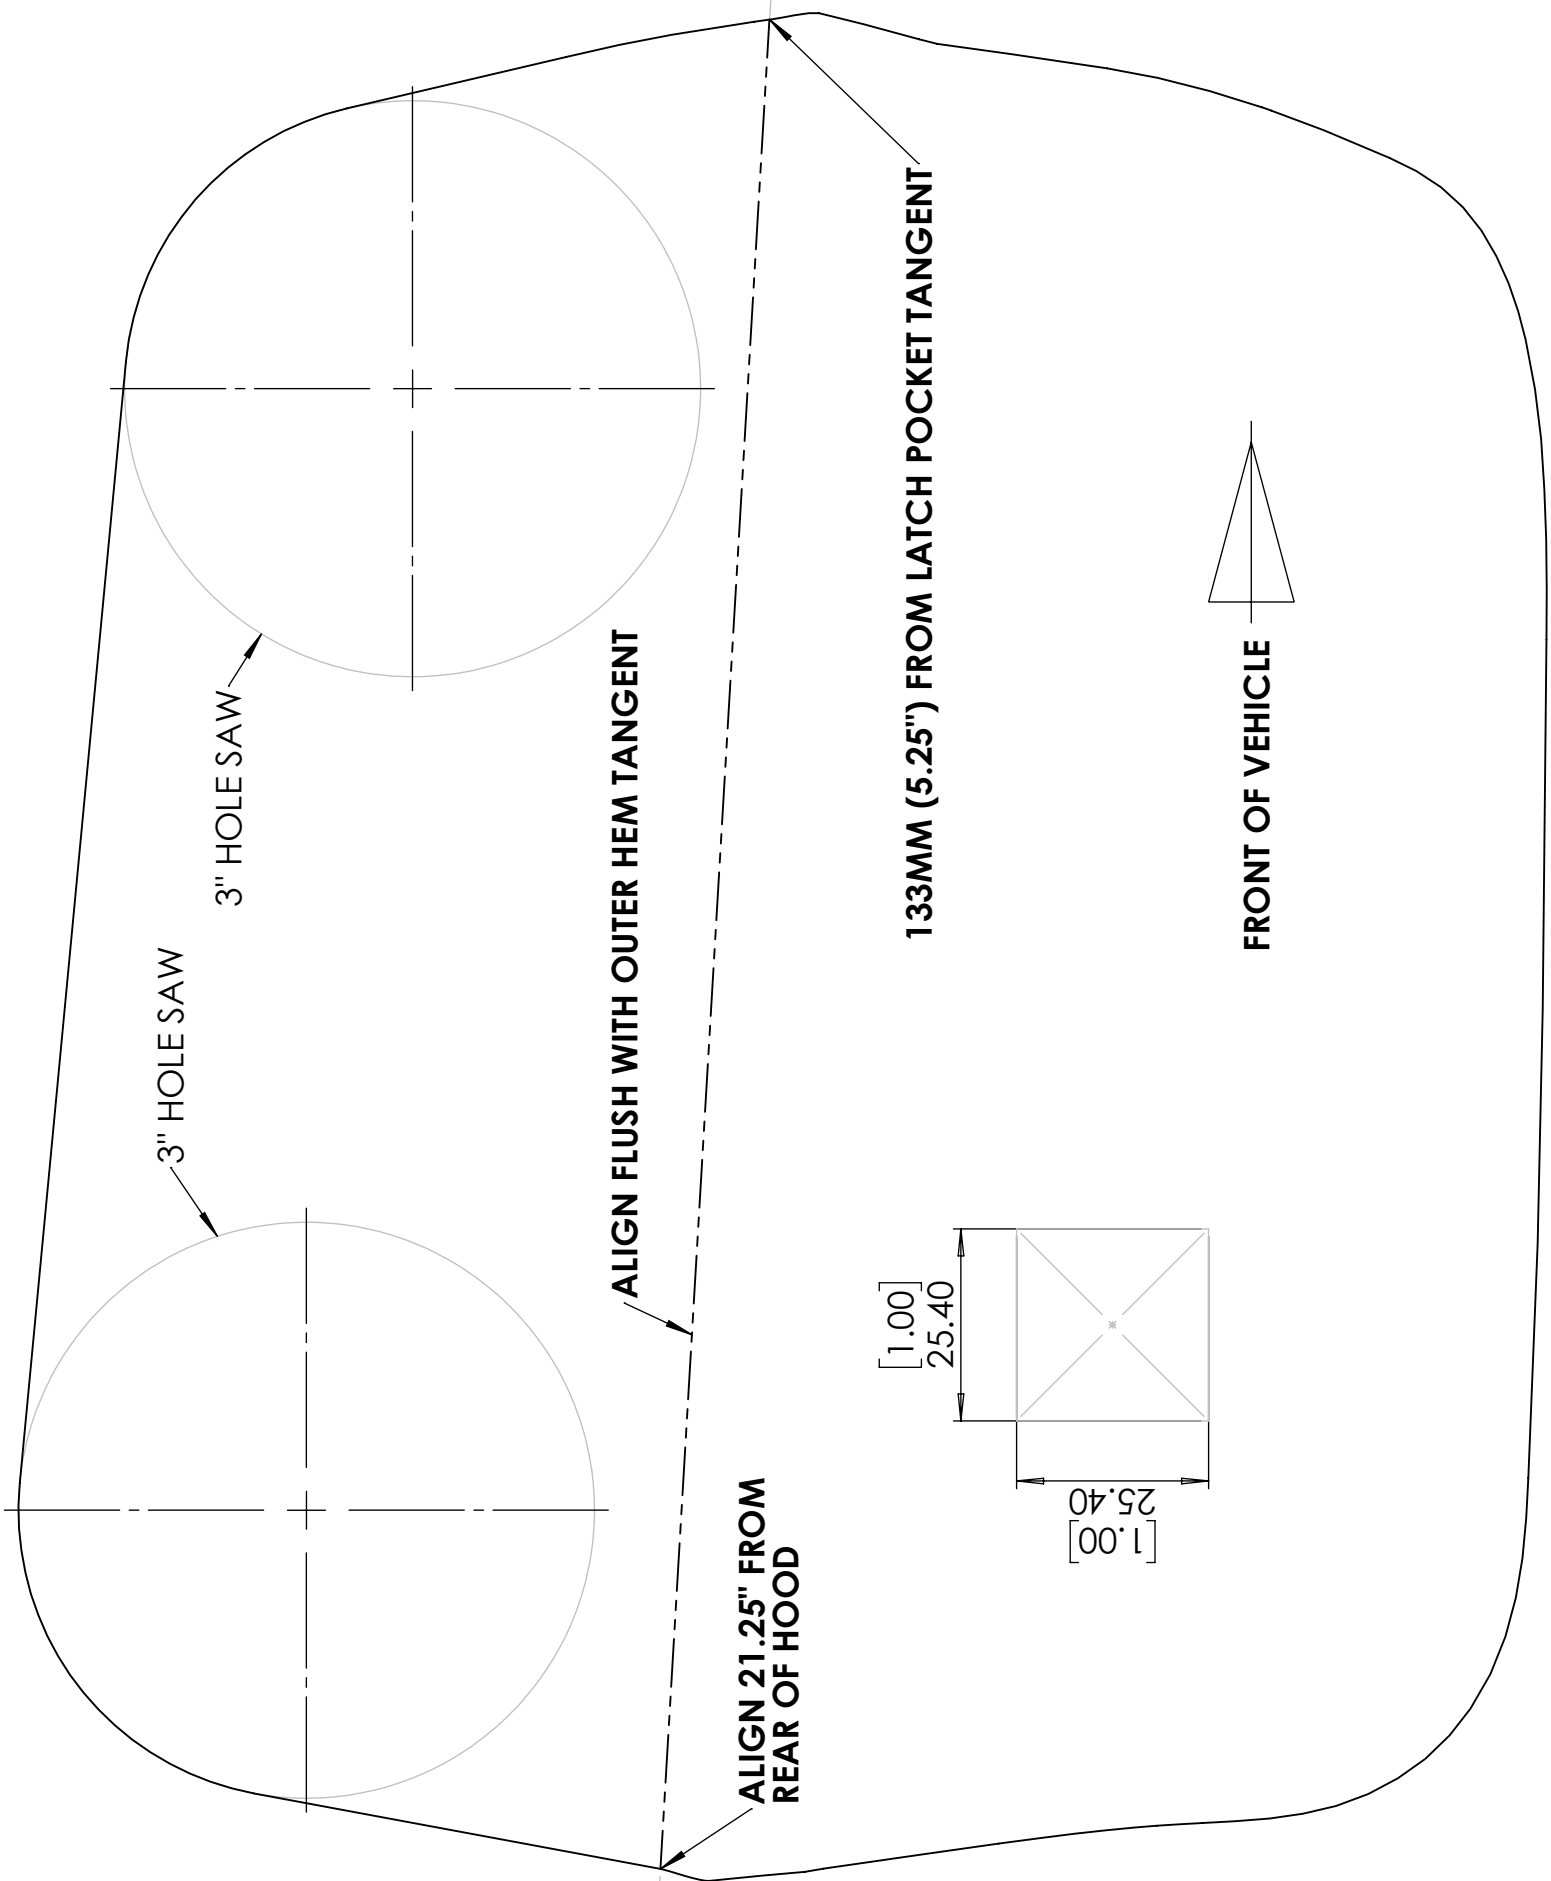 3" HOLE SAW
3" HOLE SAW
ALIGN FLUSH WITH OUTER HEM TANGENT
ALIGN 21.25" FROM
REAR OF HOOD
133MM (5.25") FROM LATCH POCKET TANGENT
[1.00]
25.40
25.40
[1.00]
FRONT OF VEHICLE